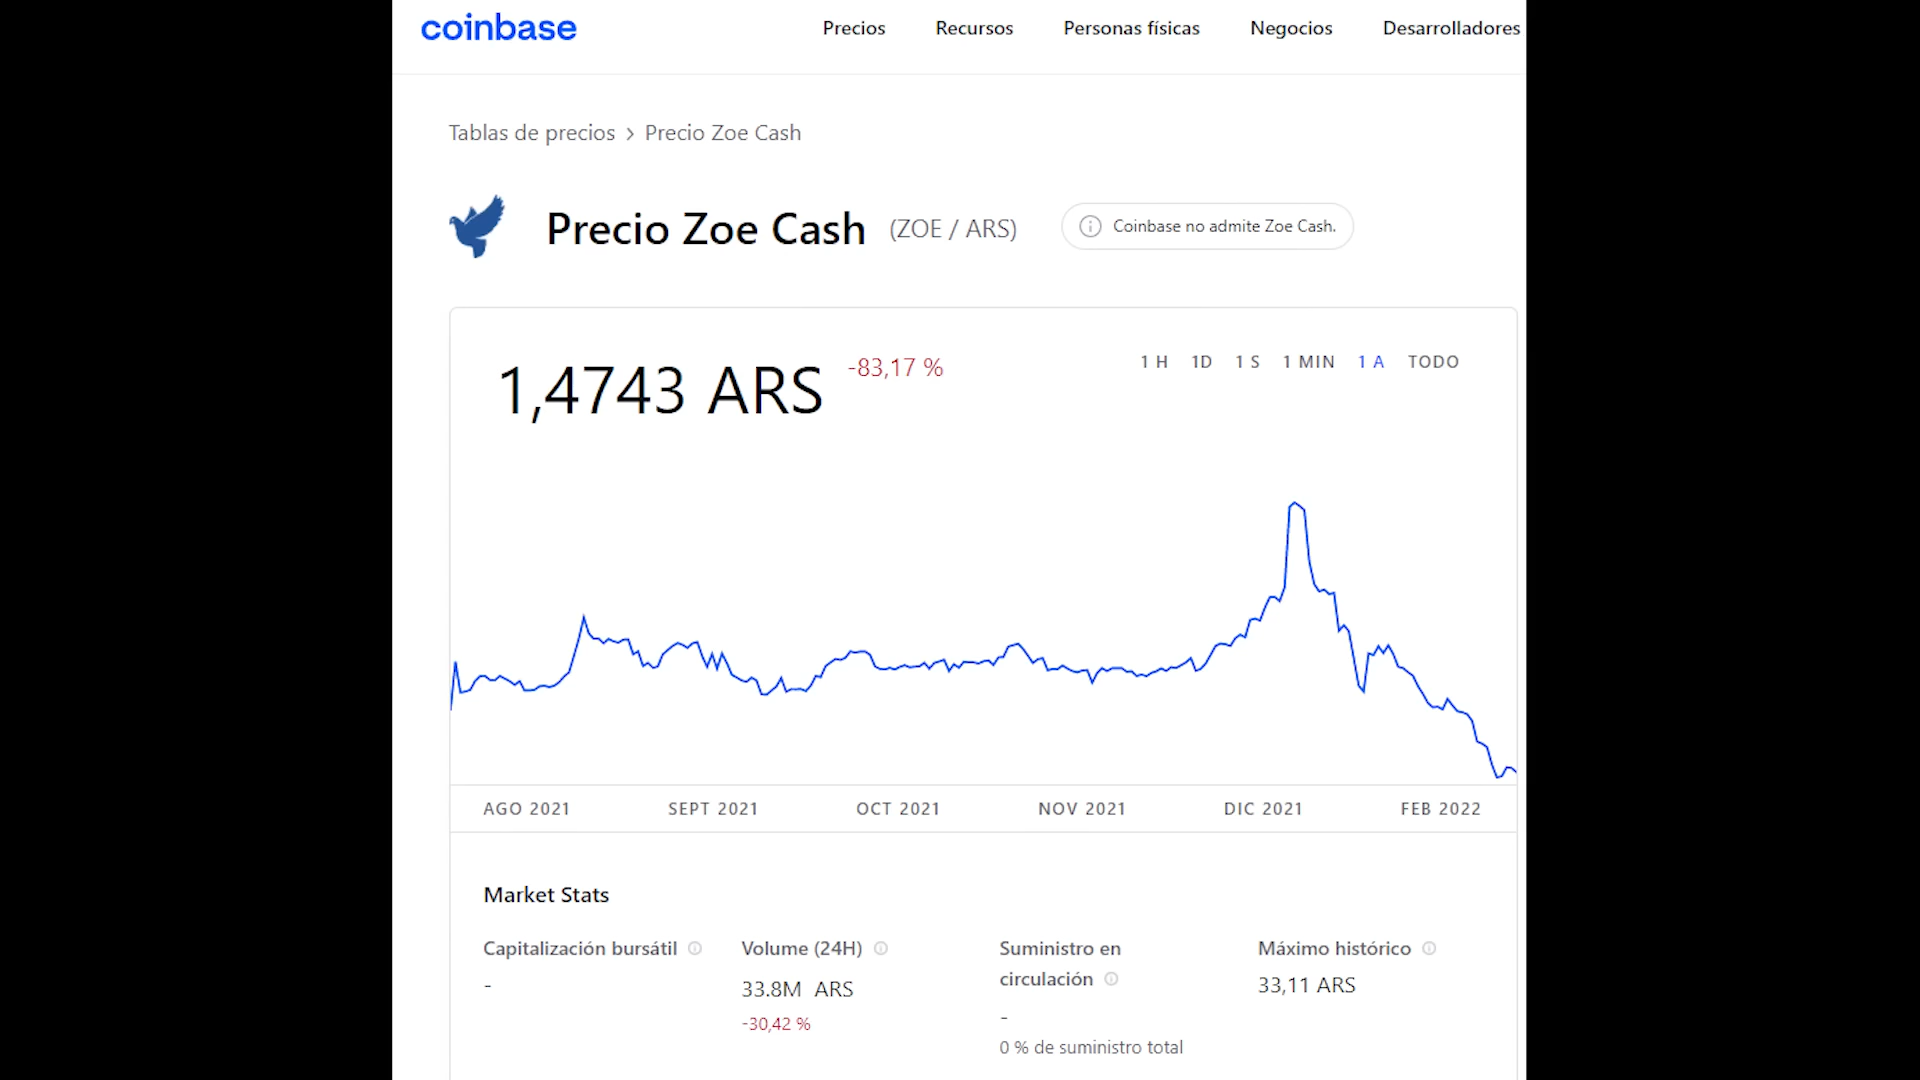 coinbase
Precios Recursos Personas físicas Negocios Desarrolladores
Tablas de precios > Precio Zoe Cash
Precio Zoe Cash (ZOE / ARS) Coinbase no admite Zoe Cash.
1,4743 ARS -83,17 %
1 H 1D 1 S 1 MIN 1 A TODO
AGO 2021 SEPT 2021 OCT 2021 NOV 2021 DIC 2021 FEB 2022
Market Stats
Capitalización bursátil
-
Volume (24H)
33.8M ARS
-30,42 %
Suministro en
circulación
-
0 % de suministro total
Máximo histórico
33,11 ARS